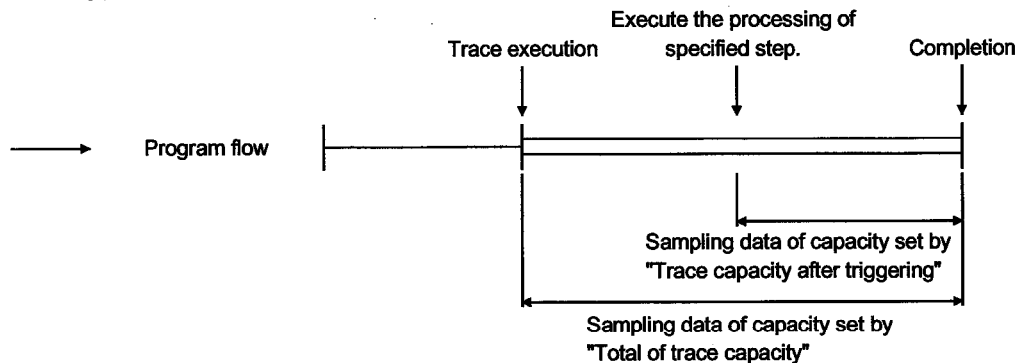 Execute the processing of
specified step.
Trace execution
Completion
Program flow
Sampling data of capacity set by
"Trace capacity after triggering"
Sampling data of capacity set by
"Total of trace capacity"